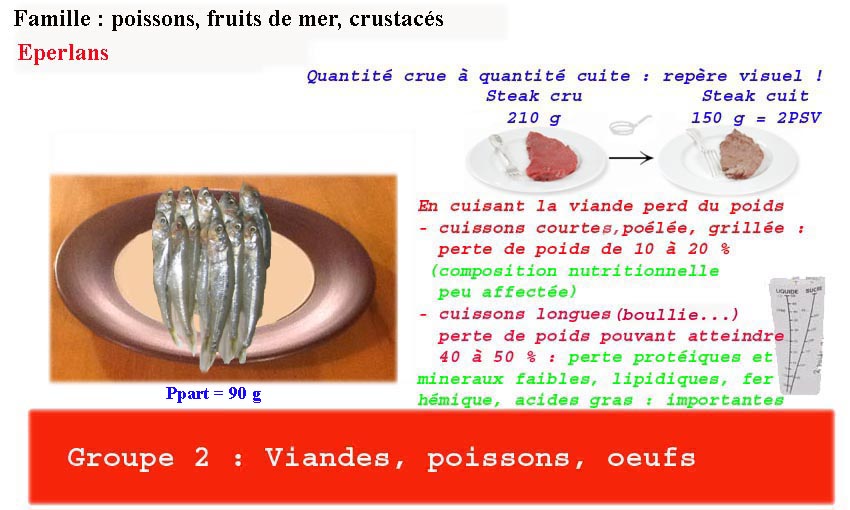 Famille : poissons, fruits de mer, crustacés
Eperlans
Quantité crue à quantité cuite : repère visuel !
Steak cru
210 g
Steak cuit
150 g = 2PSV
En cuisant la viande perd du poids
- cuissons courtes,poélée, grillée :
perte de poids de 10 à 20 %
(composition nutritionnelle
peu affectée)
- cuissons longues(boullie...)
perte de poids pouvant atteindre
40 à 50 % : perte protéiques et
mineraux faibles, lipidiques, fer
hémique, acides gras : importantes
LIQUIDE SUCRE
Ppart = 90 g
Groupe 2 : Viandes, poissons, oeufs